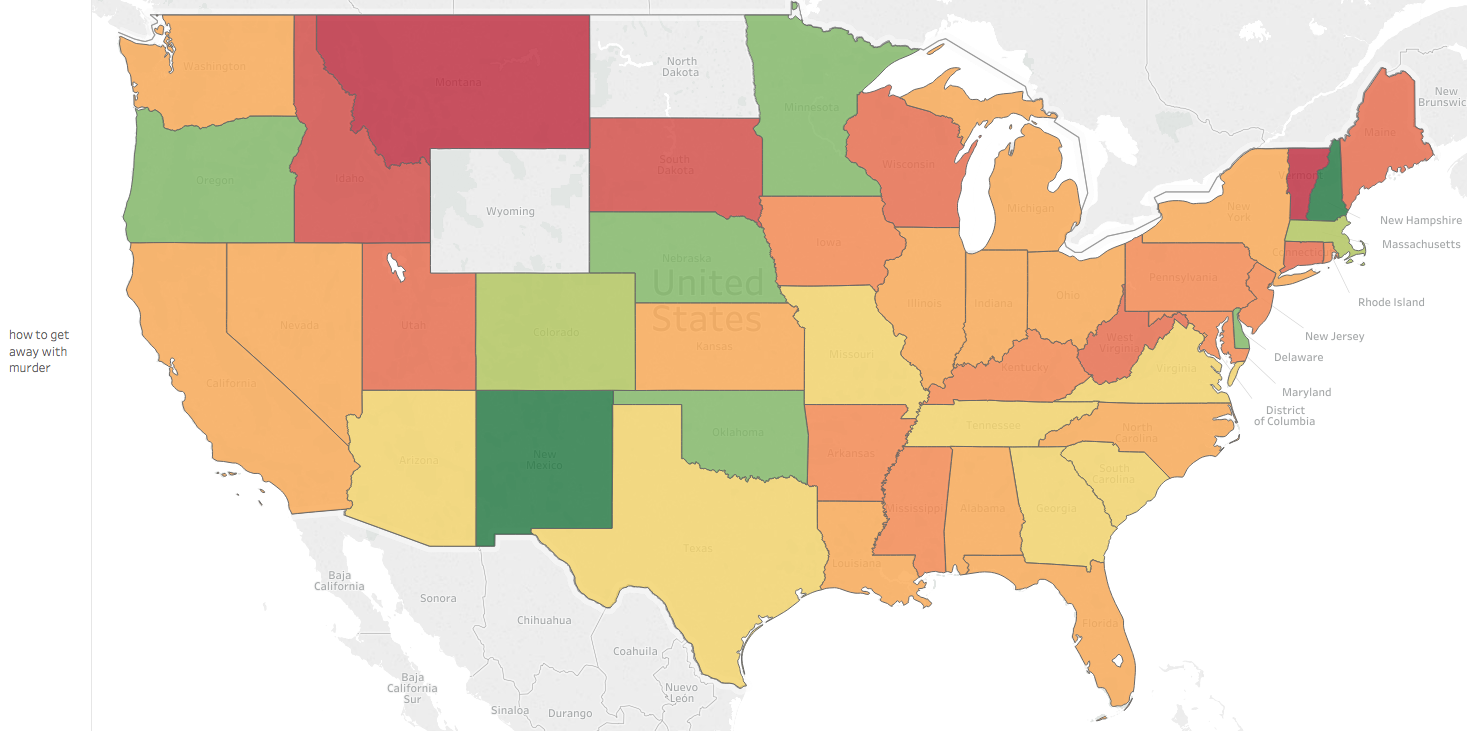 how to get
away with
murder
Washington
Montana
North
Dakota
Minnesota
Oregon
Idaho
South
Dakota
Wisconsin
Michigan
Wyoming
Nebraska
Iowa
United
States
Nevada
Utah
Colorado
Kansas
California
Missouri
Illinois
Indiana
Ohio
Pennsylvania
New
York
Vermont
Maine
New
Brunswic
New Hampshire
Massachusetts
Connecticut
Rhode Island
New Jersey
Delaware
Maryland
District
of Columbia
West
Virginia
Virginia
Kentucky
Tennessee
North
Carolina
South
Carolina
Arizona
New
Mexico
Oklahoma
Arkansas
Texas
Louisiana
Mississippi
Alabama
Georgia
Florida
Baja
California
Sonora
Chihuahua
Coahuila
Baja
California
Sur
Sinaloa
Durango
Nuevo
León